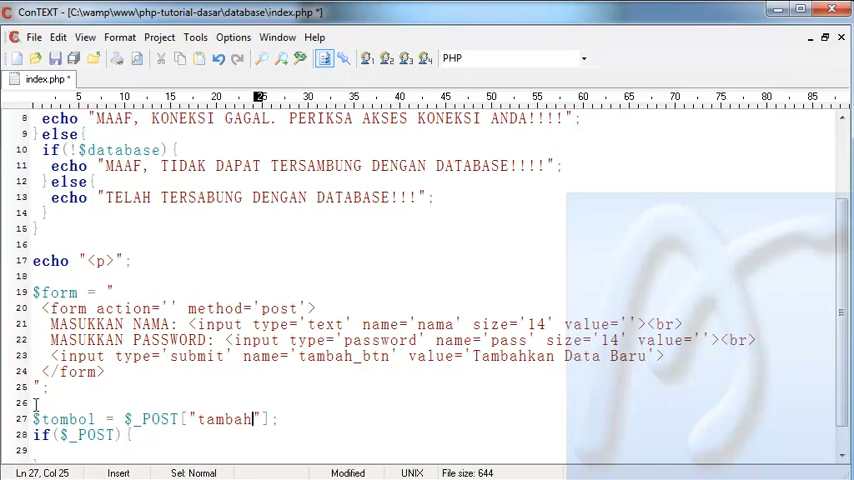 ConTEXT - [C:\wamp\www\php-tutorial-dasar\database\index.php *]
File Edit View Format Project Tools Options Window Help
PHP
index.php *
5 10 15 20 25 30 35 40 45 50 55 60 65 70 75 80 85
8 echo "MAAF, KONEKSI GAGAL. PERIKSA AKSES KONEKSI ANDA!!!!";
9 }else{
10 if(!$database){
11 echo "MAAF, TIDAK DAPAT TERSAMBUNG DENGAN DATABASE!!!!";
12 }else{
13 echo "TELAH TERSABUNG DENGAN DATABASE!!!";
14 }
15 }
16
17 echo "<p>";
18
19 $form = "
20 <form action='' method='post'>
21 MASUKKAN NAMA: <input type='text' name='nama' size='14' value=''><br>
22 MASUKKAN PASSWORD: <input type='password' name='pass' size='14' value=''><br>
23 <input type='submit' name='tambah_btn' value='Tambahkan Data Baru'>
24 </form>
25 ";
26
27 $tombol = $_POST["tambah"];
28 if($_POST){
29
Ln 27, Col 25 Insert Sel: Normal Modified UNIX File size: 644